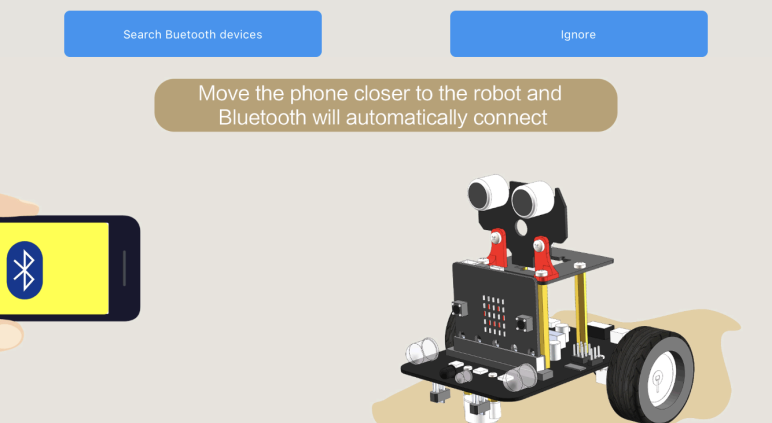 Search Buetooth devices
Ignore
Move the phone closer to the robot and
Bluetooth will automatically connect